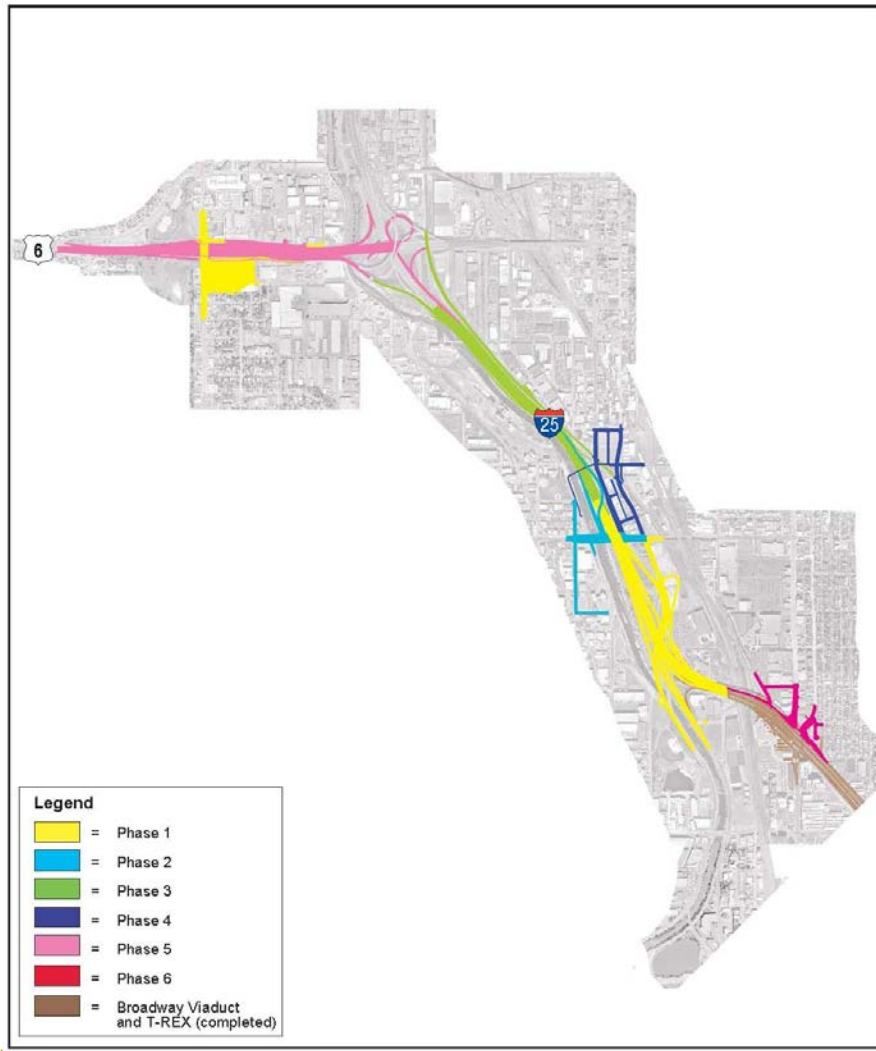 6
25
Legend
= Phase 1
= Phase 2
= Phase 3
= Phase 4
= Phase 5
= Phase 6
= Broadway Viaduct
and T-REX (completed)